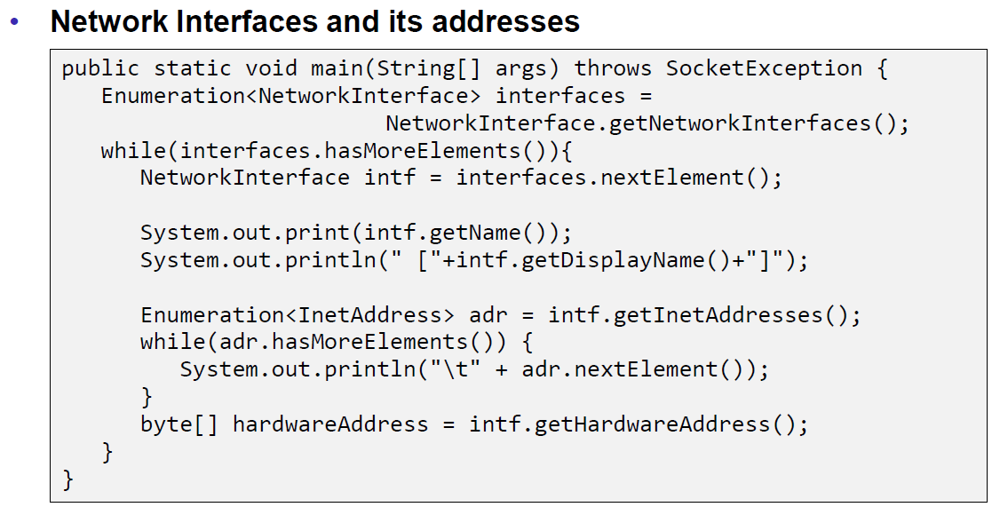 • Network Interfaces and its addresses
public static void main(String[] args) throws SocketException {
   Enumeration<NetworkInterface> interfaces =
                         NetworkInterface.getNetworkInterfaces();
   while(interfaces.hasMoreElements()){
      NetworkInterface intf = interfaces.nextElement();

      System.out.print(intf.getName());
      System.out.println(" ["+intf.getDisplayName()+"]");

      Enumeration<InetAddress> adr = intf.getInetAddresses();
      while(adr.hasMoreElements()) {
         System.out.println("\t" + adr.nextElement());
      }
      byte[] hardwareAddress = intf.getHardwareAddress();
   }
}